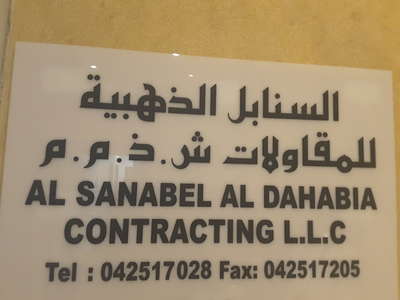 السنابل الذهبية
للمقاولات ش.ذ.م.م
AL SANABEL AL DAHABIA
CONTRACTING L.L.C
Tel : 042517028 Fax: 042517205